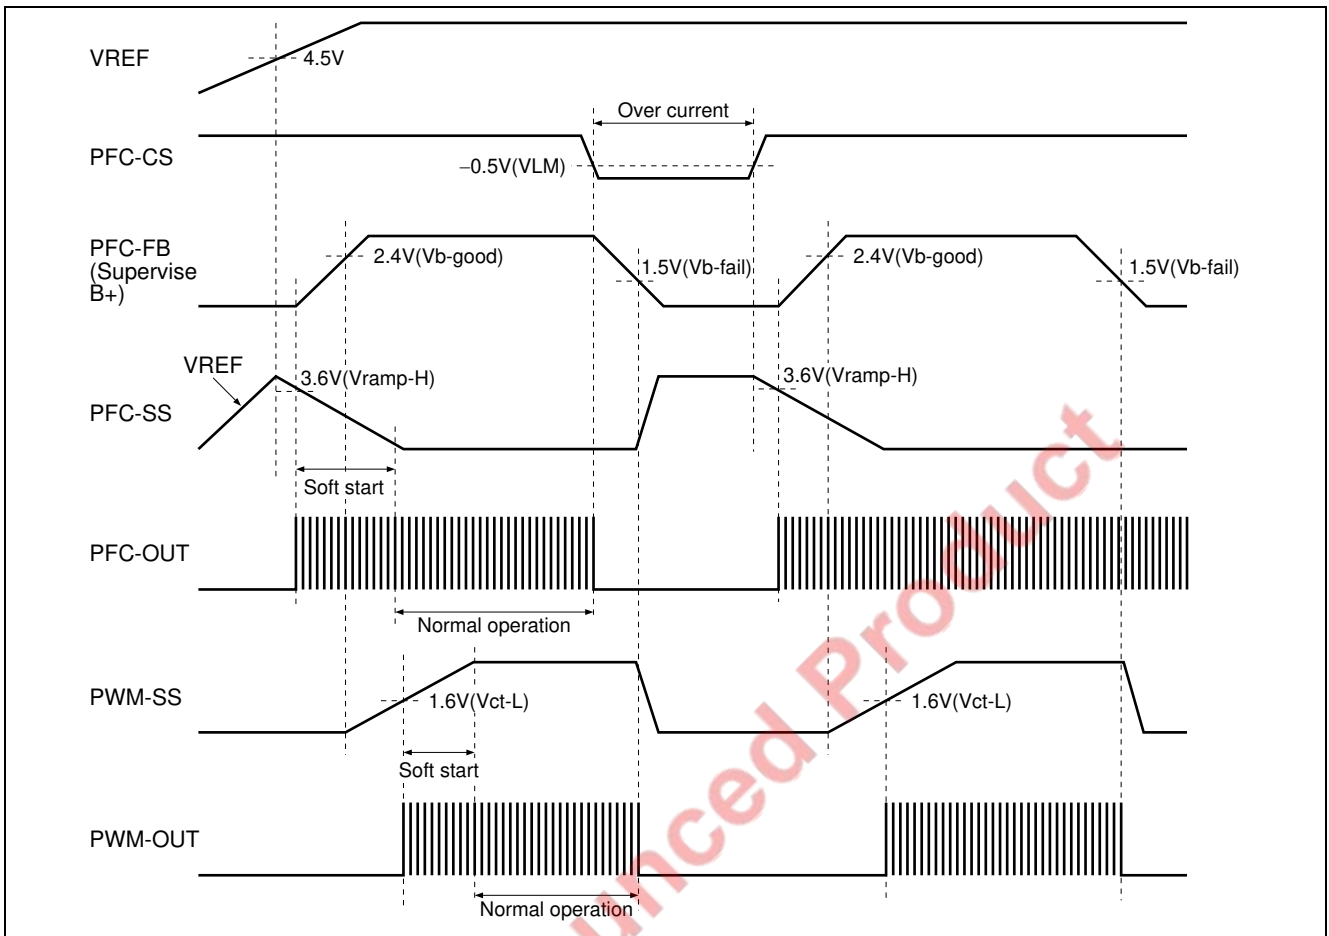 VREF
4.5V
Over current
PFC-CS
−0.5V(VLM)
PFC-FB
(Supervise
B+)
2.4V(Vb-good)
1.5V(Vb-fail)
2.4V(Vb-good)
1.5V(Vb-fail)
VREF
3.6V(Vramp-H)
3.6V(Vramp-H)
PFC-SS
Soft start
PFC-OUT
Normal operation
PWM-SS
1.6V(Vct-L)
1.6V(Vct-L)
Soft start
PWM-OUT
Normal operation
unced Product